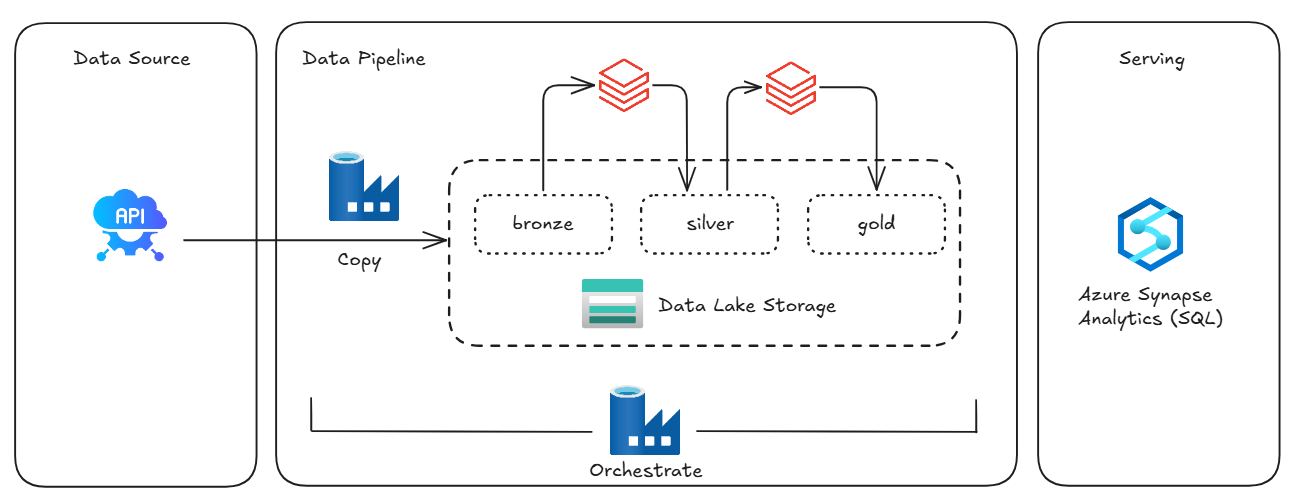 Data Source
Data Pipeline
Serving
API
Copy
bronze
silver
gold
Data Lake Storage
Azure Synapse
Analytics (SQL)
Orchestrate